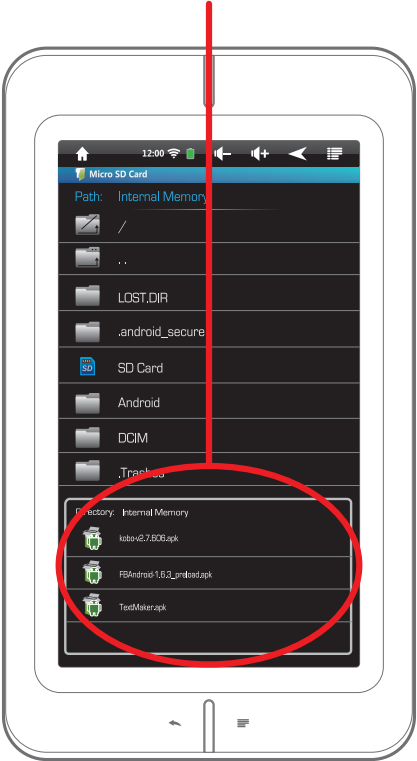 12:00
Micro SD Card
Path: Internal Memory
/
..
LOST.DIR
.android_secure
SD
SD Card
Android
DCIM
.Trashes
Directory: Internal Memory
kobo-v2.7.606.apk
FBAndroid-1.6.3_preload.apk
TextMaker.apk